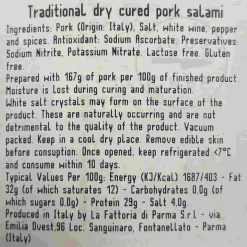 Traditional dry cured pork salami
Ingredients: Pork (Origin: Italy), Salt, white wine, pepper
and spices. Antioxidant: Sodium Ascorbate; Preservatives:
Sodium Nitrite, Potassium Nitrate. Lactose free. Gluten
free.
Prepared with 167g of pork per 100g of finished product.
Moisture is lost during curing and maturation.
White salt crystals may form on the surface of the
product. These are naturally occurring and are not
detrimental to the quality of the product. Vacuum
packed. Keep in a cool dry place. Remove edible skin
before consuption. Once opened, keep refrigerated <7°C
and consume within 10 days.
Typical Values Per 100g: Energy (KJ/Kcal) 1687/403 - Fat
32g (of which saturates 12) - Carbohydrates 0.0g (of
which sugars 0.0g) - Protein 29g - Salt 4.0g.
Produced in Italy by La Fattoria di Parma S.r.l - via
Emilia Ovest,96 Loc. Sanguinaro, Fontanellato - Parma
(Italy)